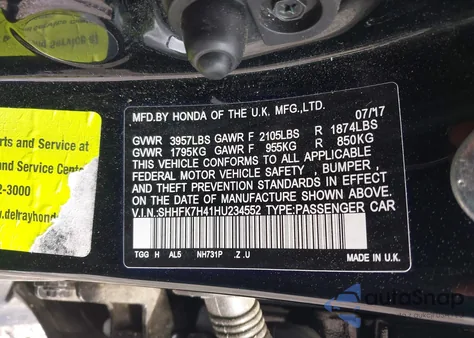 MFD.BY HONDA OF THE U.K. MFG.,LTD. 07/17
GVWR 3957LBS GAWR F 2105LBS R 1874LBS
GVWR 1795KG GAWR F 955KG R 850KG
THIS VEHICLE CONFORMS TO ALL APPLICABLE
FEDERAL MOTOR VEHICLE SAFETY , BUMPER ,
AND THEFT PREVENTION STANDARDS IN EFFECT
ON THE DATE OF MANUFACTURE SHOWN ABOVE.
V.I.N.:SHHFK7H41HU234552 TYPE:PASSENGER CAR
TGG H AL5 NH731P .Z .U MADE IN U.K.
Parts and Service at
and Service Cent
2-3000
w.delrayhond
autoSnap